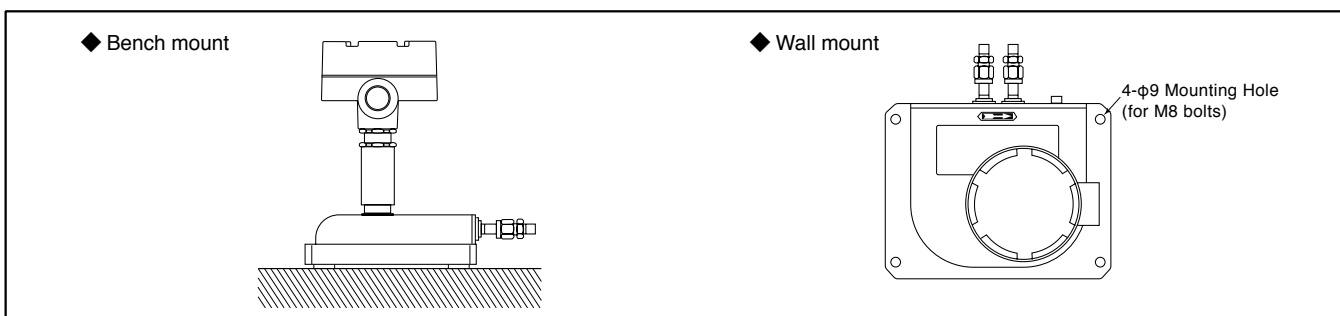 ◆ Bench mount
◆ Wall mount
4-φ9 Mounting Hole
(for M8 bolts)